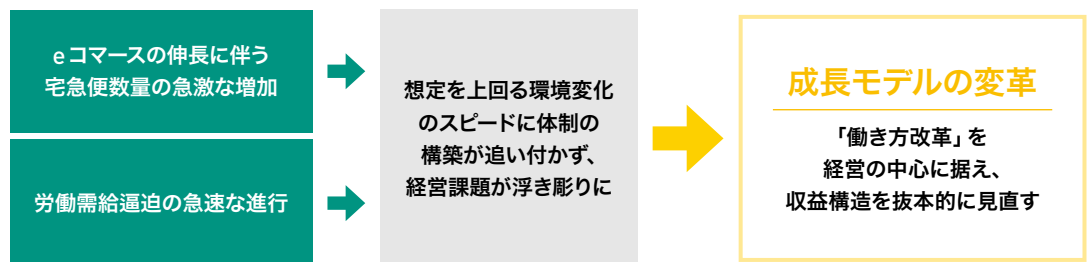 eコマースの伸長に伴う
宅急便数量の急激な増加
労働需給逼迫の急速な進行
想定を上回る環境変化
のスピードに体制の
構築が追い付かず、
経営課題が浮き彫りに
成長モデルの変革
「働き方改革」を
経営の中心に据え、
収益構造を抜本的に見直す